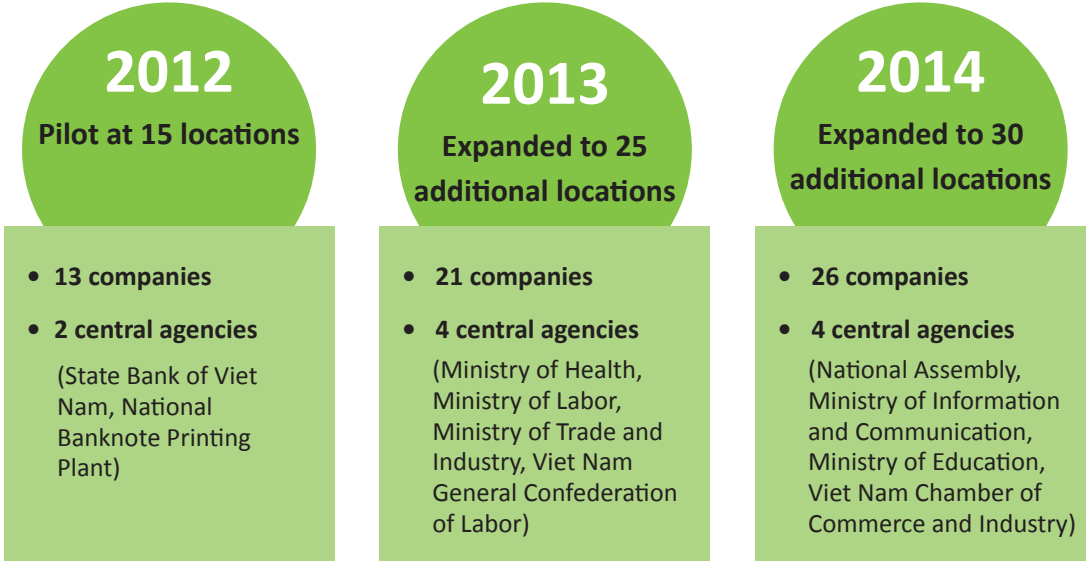 2012
Pilot at 15 locations
• 13 companies
• 2 central agencies
(State Bank of Viet
Nam, National
Banknote Printing
Plant)
2013
Expanded to 25
additional locations
• 21 companies
• 4 central agencies
(Ministry of Health,
Ministry of Labor,
Ministry of Trade and
Industry, Viet Nam
General Confederation
of Labor)
2014
Expanded to 30
additional locations
• 26 companies
• 4 central agencies
(National Assembly,
Ministry of Information
and Communication,
Ministry of Education,
Viet Nam Chamber of
Commerce and Industry)